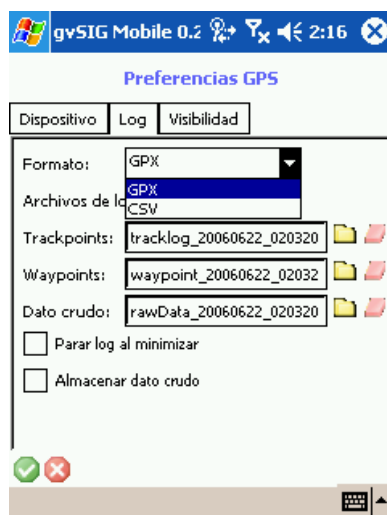 gvSIG Mobile 0.2 2:16
Preferencias GPS
Dispositivo Log Visibilidad
Formato: GPX
GPX
Archivos de lo
CSV
Trackpoints: tracklog_20060622_020320
Waypoints: waypoint_20060622_02032
Dato crudo: rawData_20060622_020320
Parar log al minimizar
Almacenar dato crudo